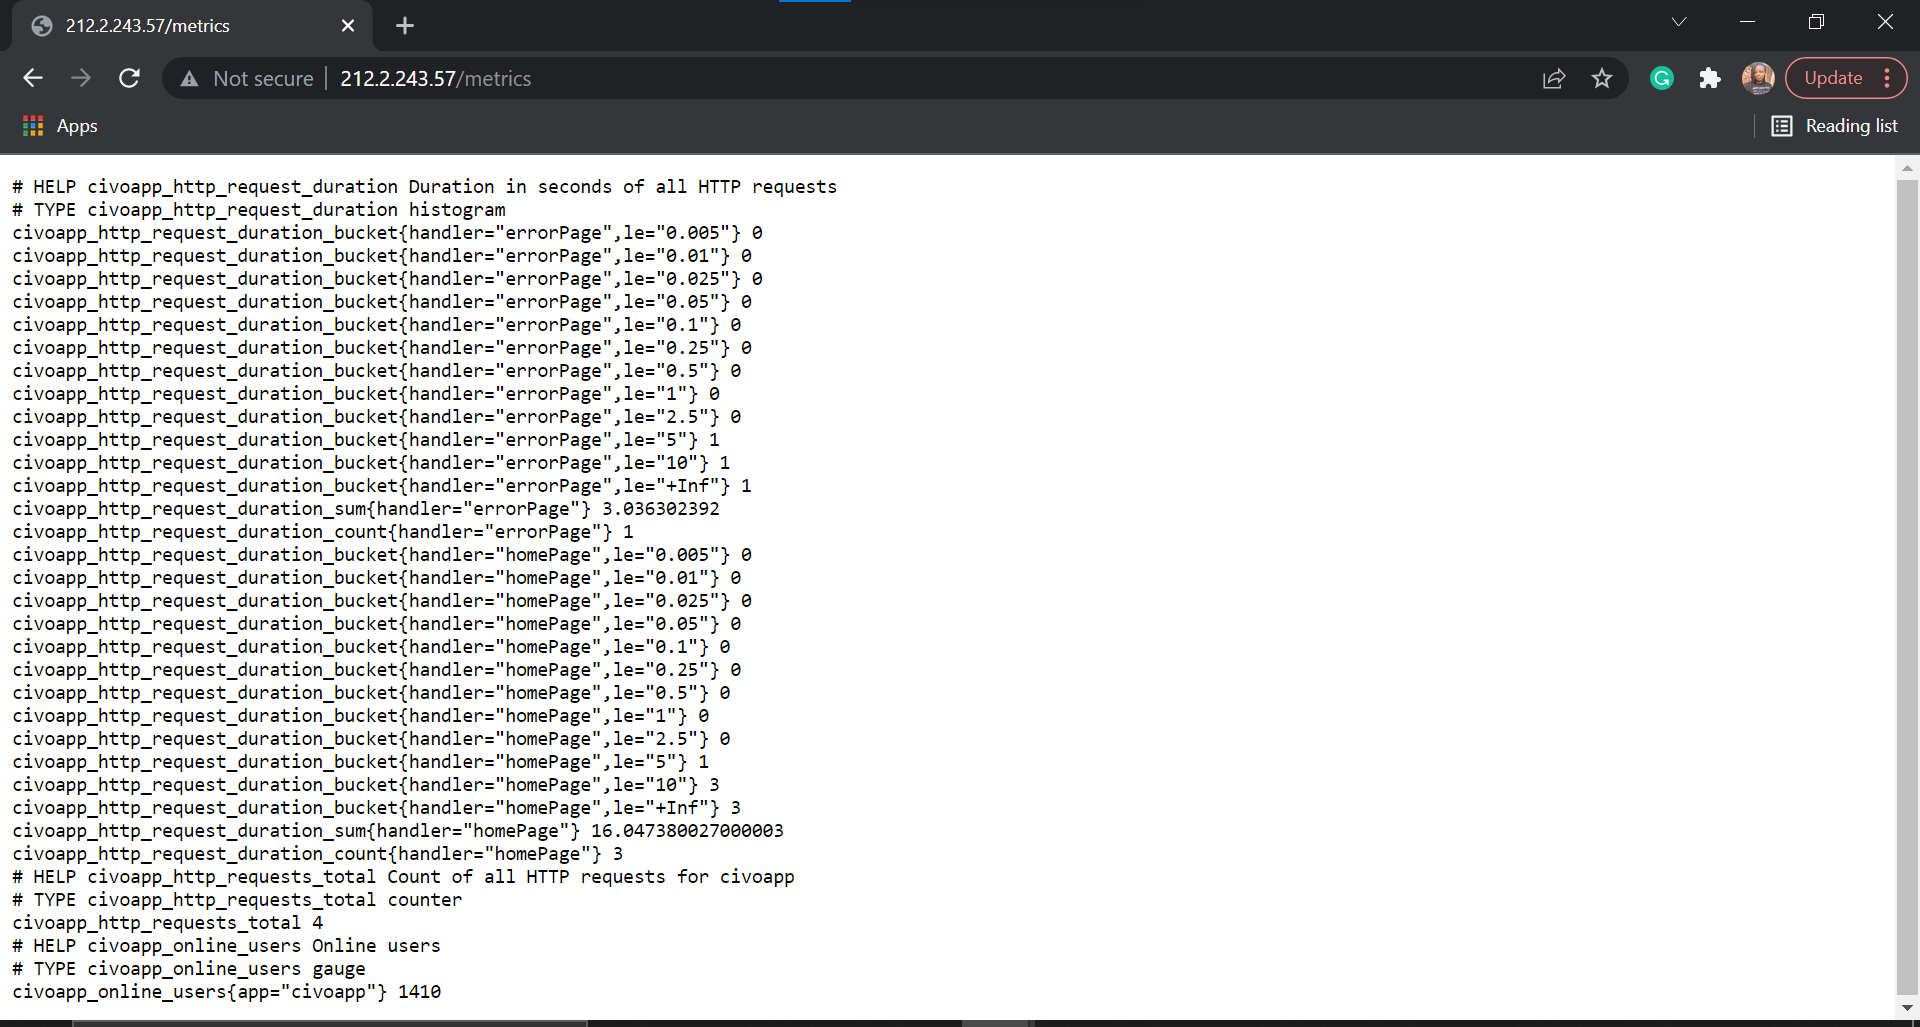 212.2.243.57/metrics
Not secure 212.2.243.57/metrics
Update
Apps
Reading list
# HELP civoapp_http_request_duration Duration in seconds of all HTTP requests
# TYPE civoapp_http_request_duration histogram
civoapp_http_request_duration_bucket{handler="errorPage",le="0.005"} 0
civoapp_http_request_duration_bucket{handler="errorPage",le="0.01"} 0
civoapp_http_request_duration_bucket{handler="errorPage",le="0.025"} 0
civoapp_http_request_duration_bucket{handler="errorPage",le="0.05"} 0
civoapp_http_request_duration_bucket{handler="errorPage",le="0.1"} 0
civoapp_http_request_duration_bucket{handler="errorPage",le="0.25"} 0
civoapp_http_request_duration_bucket{handler="errorPage",le="0.5"} 0
civoapp_http_request_duration_bucket{handler="errorPage",le="1"} 0
civoapp_http_request_duration_bucket{handler="errorPage",le="2.5"} 0
civoapp_http_request_duration_bucket{handler="errorPage",le="5"} 1
civoapp_http_request_duration_bucket{handler="errorPage",le="10"} 1
civoapp_http_request_duration_bucket{handler="errorPage",le="+Inf"} 1
civoapp_http_request_duration_sum{handler="errorPage"} 3.036302392
civoapp_http_request_duration_count{handler="errorPage"} 1
civoapp_http_request_duration_bucket{handler="homePage",le="0.005"} 0
civoapp_http_request_duration_bucket{handler="homePage",le="0.01"} 0
civoapp_http_request_duration_bucket{handler="homePage",le="0.025"} 0
civoapp_http_request_duration_bucket{handler="homePage",le="0.05"} 0
civoapp_http_request_duration_bucket{handler="homePage",le="0.1"} 0
civoapp_http_request_duration_bucket{handler="homePage",le="0.25"} 0
civoapp_http_request_duration_bucket{handler="homePage",le="0.5"} 0
civoapp_http_request_duration_bucket{handler="homePage",le="1"} 0
civoapp_http_request_duration_bucket{handler="homePage",le="2.5"} 0
civoapp_http_request_duration_bucket{handler="homePage",le="5"} 1
civoapp_http_request_duration_bucket{handler="homePage",le="10"} 3
civoapp_http_request_duration_bucket{handler="homePage",le="+Inf"} 3
civoapp_http_request_duration_sum{handler="homePage"} 16.047380027000003
civoapp_http_request_duration_count{handler="homePage"} 3
# HELP civoapp_http_requests_total Count of all HTTP requests for civoapp
# TYPE civoapp_http_requests_total counter
civoapp_http_requests_total 4
# HELP civoapp_online_users Online users
# TYPE civoapp_online_users gauge
civoapp_online_users{app="civoapp"} 1410